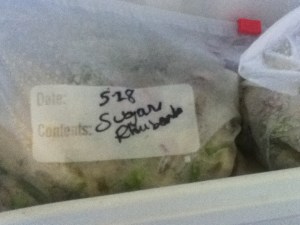 Date: 5-28
Contents: Sugar
Rhubarb